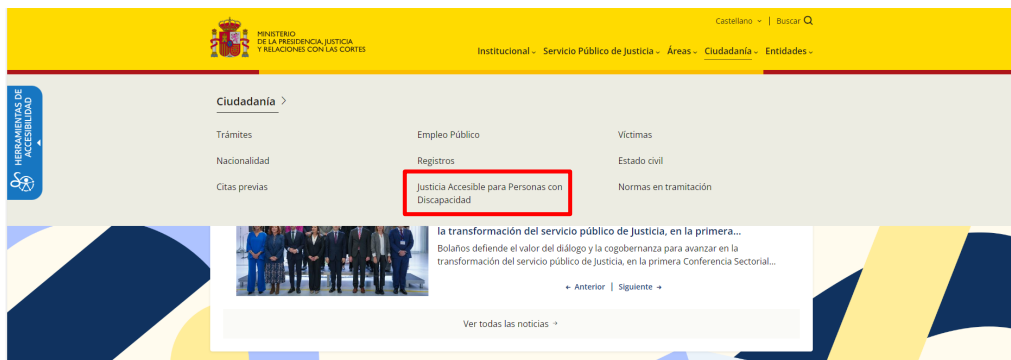 Castellano | Buscar
MINISTERIO
DE LA PRESIDENCIA, JUSTICIA
Y RELACIONES CON LAS CORTES
Institucional Servicio Público de Justicia Áreas Ciudadanía Entidades
HERRAMIENTAS DE
ACCESIBILIDAD
Ciudadanía >
Trámites
Empleo Público
Víctimas
Nacionalidad
Registros
Estado civil
Citas previas
Justicia Accesible para Personas con
Discapacidad
Normas en tramitación
la transformación del servicio público de Justicia, en la primera...
Bolaños defiende el valor del diálogo y la cogobernanza para avanzar en la
transformación del servicio público de Justicia, en la primera Conferencia Sectorial...
← Anterior | Siguiente →
Ver todas las noticias →